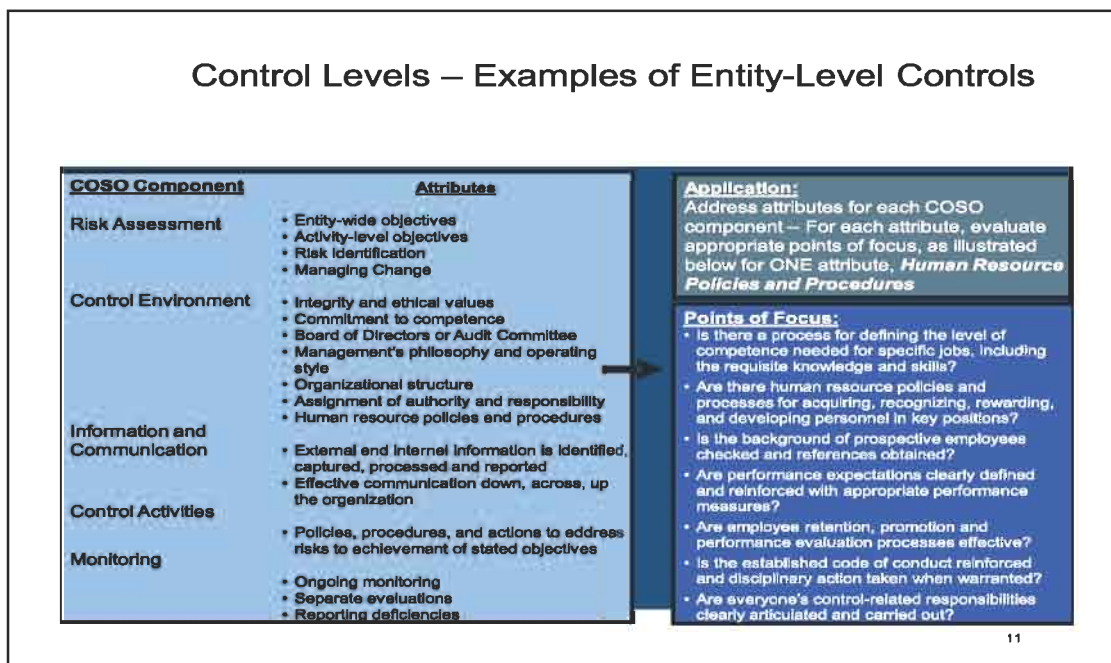 Control Levels – Examples of Entity-Level Controls
COSO Component
Attributes
Risk Assessment
• Entity-wide objectives
• Activity-level objectives
• Risk identification
• Managing Change
Control Environment
• Integrity and ethical values
• Commitment to competence
• Board of Directors or Audit Committee
• Management's philosophy and operating
style
• Organizational structure
• Assignment of authority and responsibility
• Human resource policies end procedures
Information and
Communication
• External end internel information is identified,
captured, processed and reported
• Effective communication down, across, up
the organization
Control Activities
• Policies, procedures, and actions to address
risks to echievemant of stated objectives
Monitoring
• Ongoing monitoring
• Separate evaluations
• Reporting deficiencies
Application:
Address attributes for each COSO
component – For each attribute, evaluate
appropriate points of focus, as illustrated
below for ONE attribute, Human Resource
Policies and Procedures
Points of Focus:
• Is there a process for defining the level of
competence needed for specific jobs, including
the requisite knowledge and skills?
• Are there human resource policies and
processes for acquiring, recognizing, rewarding,
and developing personnel in key positions?
• Is the background of prospective employees
checked and references obtained?
• Are performance expectations clearly defined
and reinforced with appropriate performance
measures?
• Are employee retention, promotion and
performance evaluation processes effective?
• Is the established code of conduct reinforced
and disciplinary action taken when warranted?
• Are everyone's control-related responsibilities
clearly articulated and carried out?
11